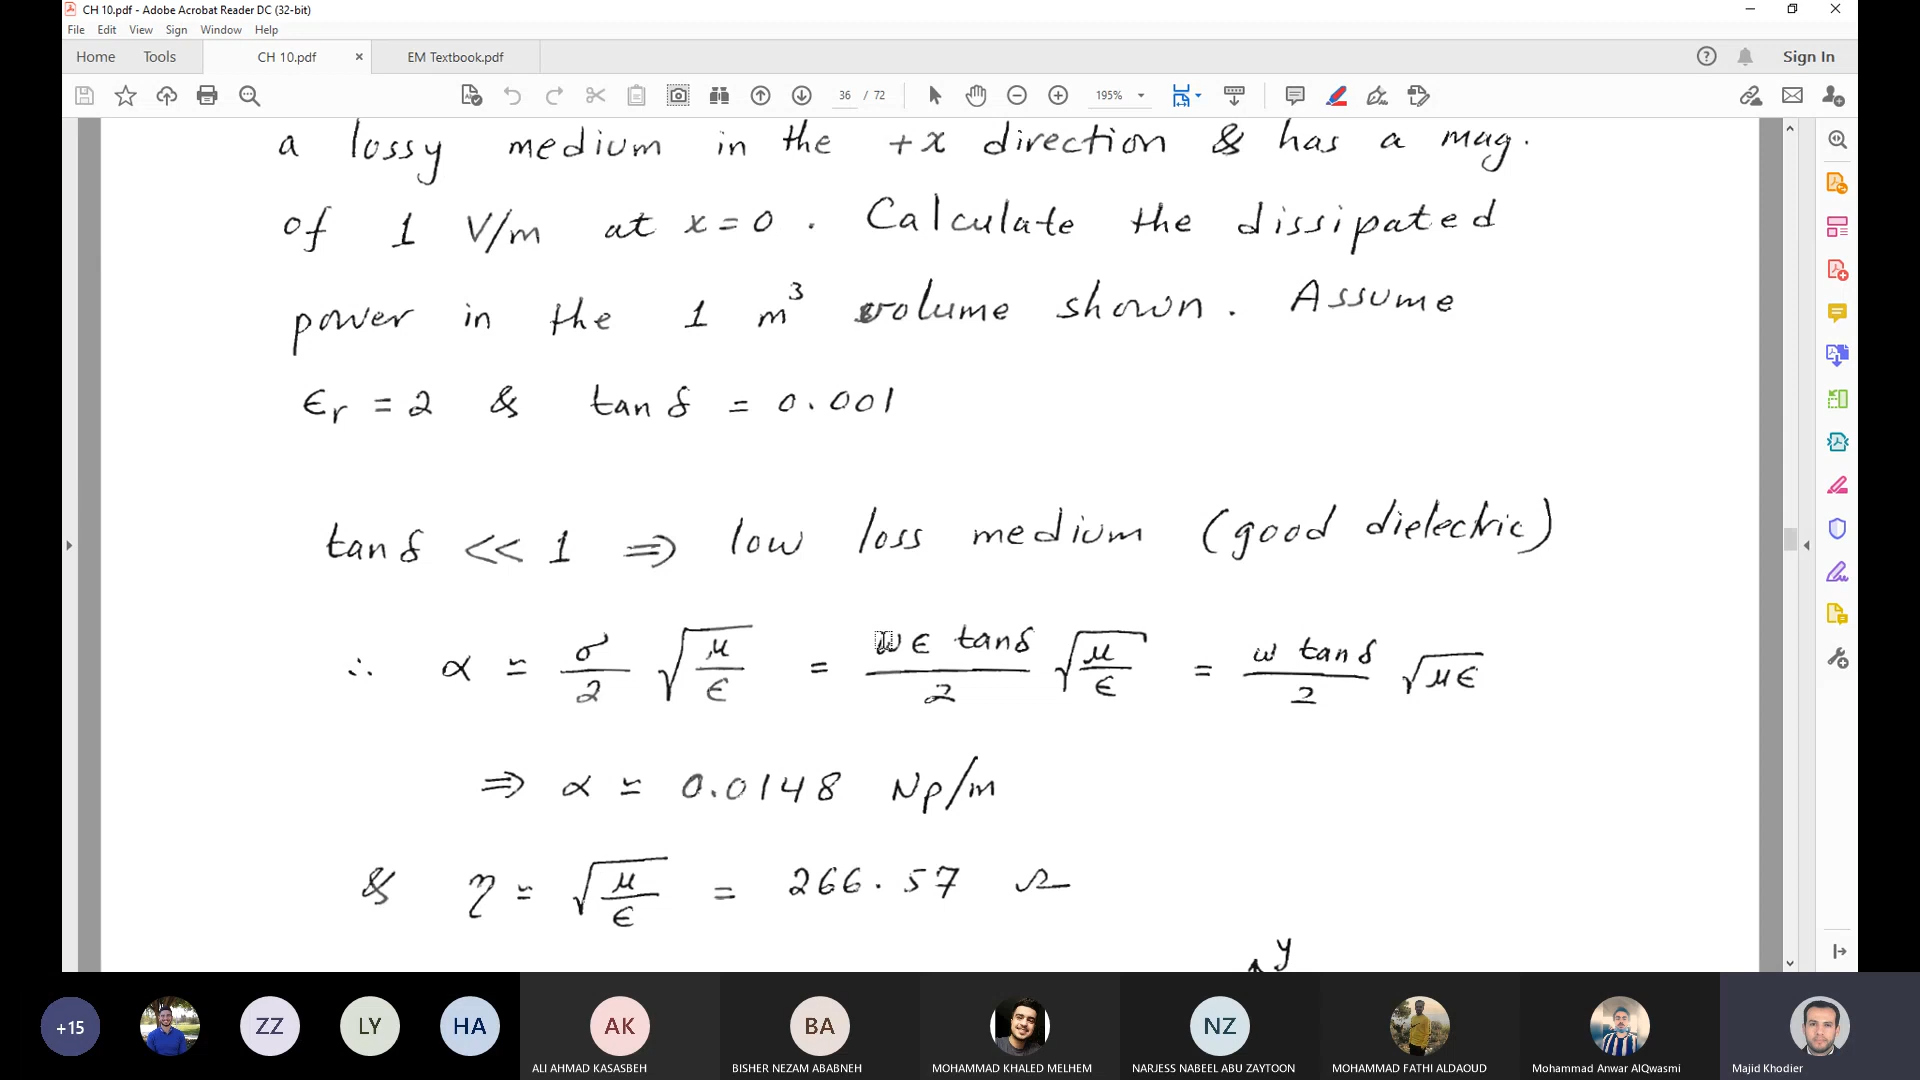 CH 10.pdf - Adobe Acrobat Reader DC (32-bit)
File Edit View Sign Window Help
Home Tools CH 10.pdf × EM Textbook.pdf Sign In
36 / 72 195%
a lossy medium in the +x direction & has a mag.
of 1 V/m at x = 0 . Calculate the dissipated
power in the 1 m³ volume shown. Assume
ϵr = 2 & tan δ = 0.001
tan δ << 1 ⇒ low loss medium (good dielectric)
∴ α ≃ σ/2 √(μ/ϵ) = ωϵ tanδ/2 √(μ/ϵ) = ω tanδ/2 √μϵ
⇒ α ≃ 0.0148 Np/m
& η ≃ √(μ/ϵ) = 266.57 Ω
y
+15 ZZ LY HA AK BA NZ
ALI AHMAD KASASBEH BISHER NEZAM ABABNEH MOHAMMAD KHALED MELHEM NARJESS NABEEL ABU ZAYTOON MOHAMMAD FATHI ALDAOUD Mohammad Anwar AlQwasmi Majid Khodier